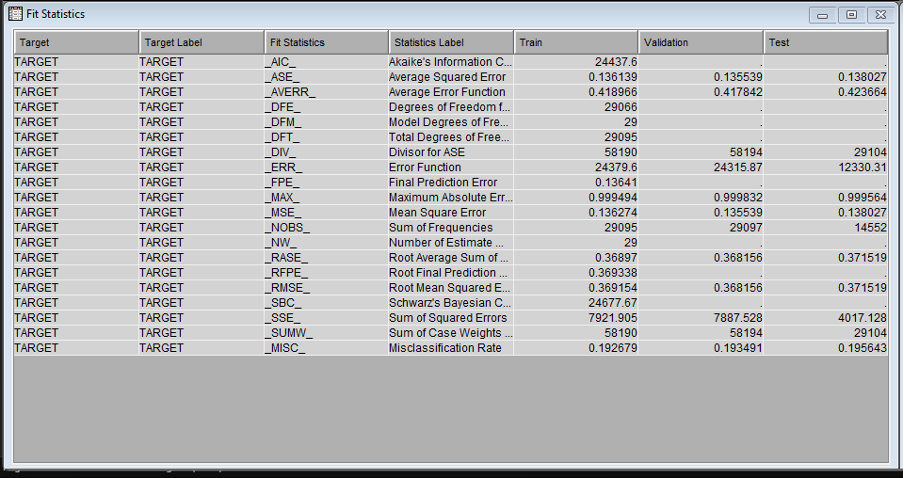 Fit Statistics
Target Target Label Fit Statistics Statistics Label Train Validation Test
TARGET TARGET _AIC_ Akaike's Information C... 24437.6 . .
TARGET TARGET _ASE_ Average Squared Error 0.136139 0.135539 0.138027
TARGET TARGET _AVERR_ Average Error Function 0.418966 0.417842 0.423664
TARGET TARGET _DFE_ Degrees of Freedom f... 29066 . .
TARGET TARGET _DFM_ Model Degrees of Fre... 29 . .
TARGET TARGET _DFT_ Total Degrees of Free... 29095 . .
TARGET TARGET _DIV_ Divisor for ASE 58190 58194 29104
TARGET TARGET _ERR_ Error Function 24379.6 24315.87 12330.31
TARGET TARGET _FPE_ Final Prediction Error 0.13641 . .
TARGET TARGET _MAX_ Maximum Absolute Err... 0.999494 0.999832 0.999564
TARGET TARGET _MSE_ Mean Square Error 0.136274 0.135539 0.138027
TARGET TARGET _NOBS_ Sum of Frequencies 29095 29097 14552
TARGET TARGET _NW_ Number of Estimate ... 29 . .
TARGET TARGET _RASE_ Root Average Sum of ... 0.36897 0.368156 0.371519
TARGET TARGET _RFPE_ Root Final Prediction ... 0.369338 . .
TARGET TARGET _RMSE_ Root Mean Squared E... 0.369154 0.368156 0.371519
TARGET TARGET _SBC_ Schwarz's Bayesian C... 24677.67 . .
TARGET TARGET _SSE_ Sum of Squared Errors 7921.905 7887.528 4017.128
TARGET TARGET _SUMW_ Sum of Case Weights ... 58190 58194 29104
TARGET TARGET _MISC_ Misclassification Rate 0.192679 0.193491 0.195643